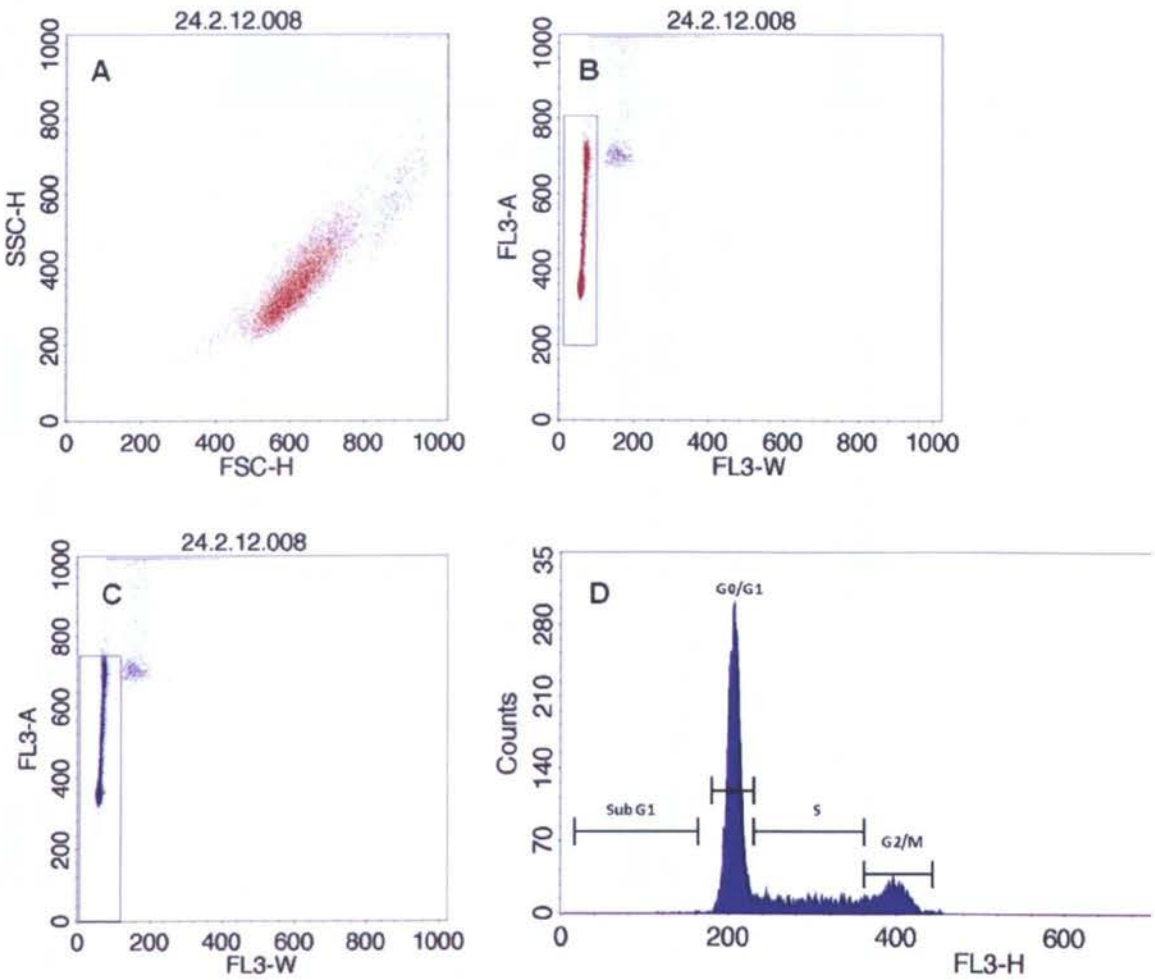 24.2.12.008
A
1000
800
600
400
200
0
SSC-H
0 200 400 600 800 1000
FSC-H
24.2.12.008
B
1000
800
600
400
200
0
FL3-A
0 200 400 600 800 1000
FL3-W
24.2.12.008
C
1000
800
600
400
200
0
FL3-A
0 200 400 600 800 1000
FL3-W
D
35
280
210
140
70
0
Counts
G0/G1
Sub G1
S
G2/M
0 200 400 600
FL3-H